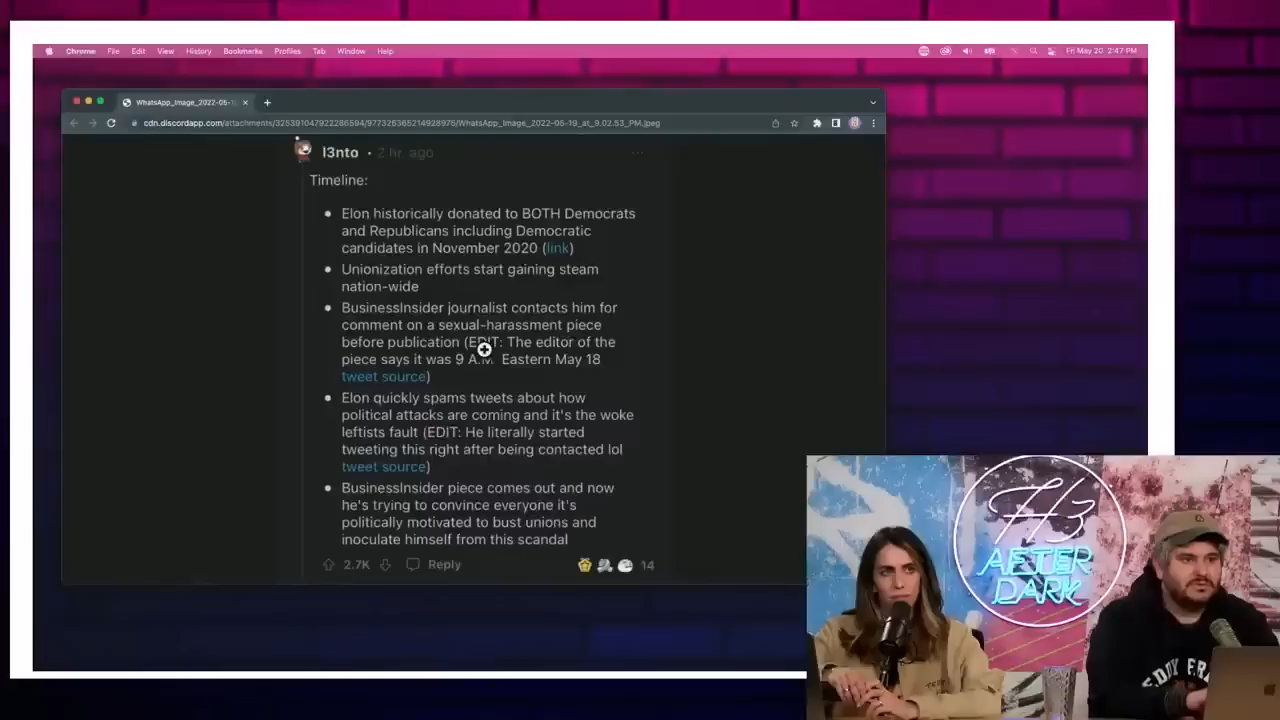 Chrome File Edit View History Bookmarks Profiles Tab Window Help Fri May 20 2:47 PM
WhatsApp_Image_2022-05-1
cdn.discordapp.com/attachments/325391047922286594/977326365214928976/WhatsApp_Image_2022-05-19_at_9.02.53_PM.jpeg
l3nto · 2 hr. ago
Timeline:
Elon historically donated to BOTH Democrats
and Republicans including Democratic
candidates in November 2020 (link)
Unionization efforts start gaining steam
nation-wide
BusinessInsider journalist contacts him for
comment on a sexual-harassment piece
before publication (EDIT: The editor of the
piece says it was 9 A.M. Eastern May 18
tweet source)
Elon quickly spams tweets about how
political attacks are coming and it's the woke
leftists fault (EDIT: He literally started
tweeting this right after being contacted lol
tweet source)
BusinessInsider piece comes out and now
he's trying to convince everyone it's
politically motivated to bust unions and
inoculate himself from this scandal
2.7K Reply 14
H3
AFTER
DARK